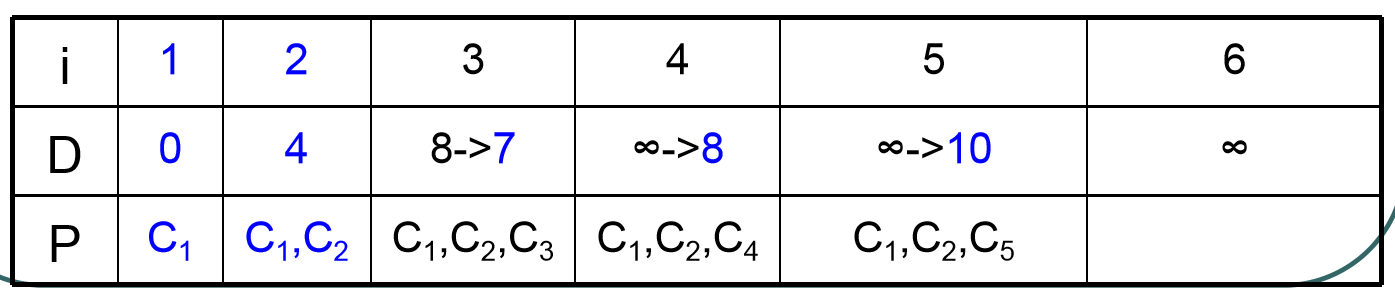 i 1 2 3 4 5 6
D 0 4 8->7 ∞->8 ∞->10 ∞
P C₁ C₁,C₂ C₁,C₂,C₃ C₁,C₂,C₄ C₁,C₂,C₅